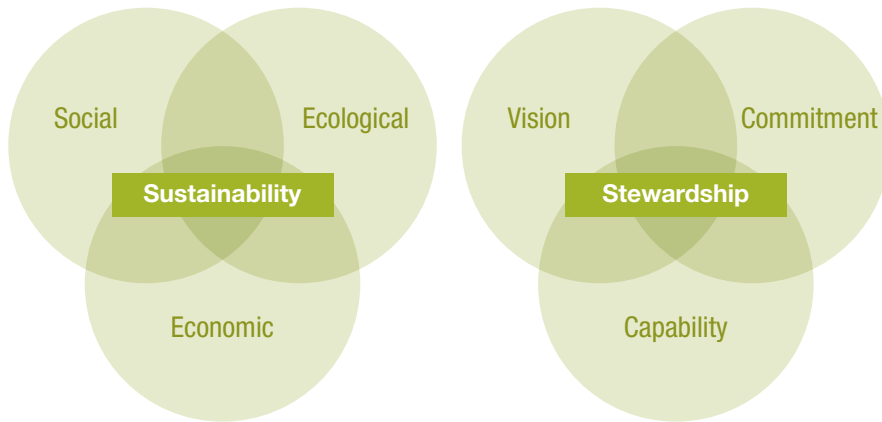 Social
Ecological
Sustainability
Economic
Vision
Commitment
Stewardship
Capability